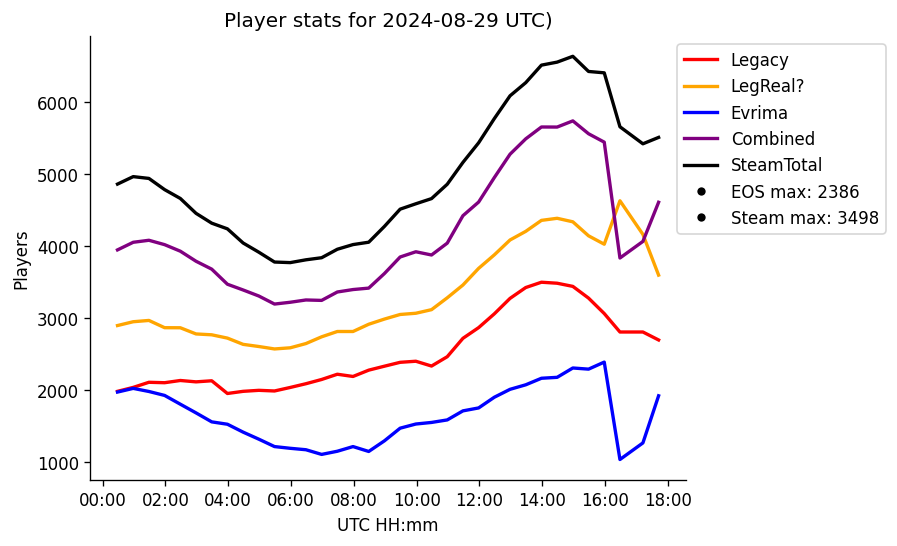 Player stats for 2024-08-29 UTC)
Legacy
LegReal?
Evrima
Combined
SteamTotal
EOS max: 2386
Steam max: 3498
Players
6000
5000
4000
3000
2000
1000
00:00 02:00 04:00 06:00 08:00 10:00 12:00 14:00 16:00 18:00
UTC HH:mm